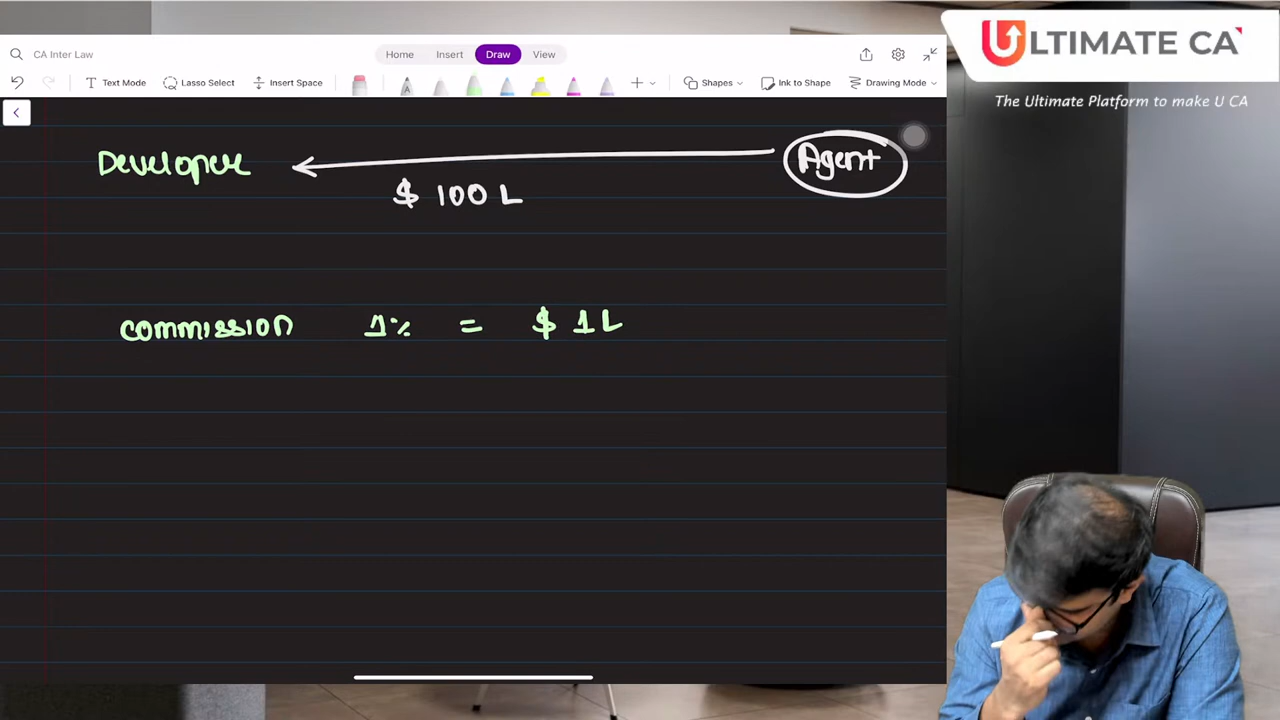 ULTIMATE CA
The Ultimate Platform to make U CA
CA Inter Law
Home Insert Draw View
Text Mode Lasso Select Insert Space Shapes Ink to Shape Drawing Mode
Developer Agent
$ 100 L
commission 1% = $ 1L